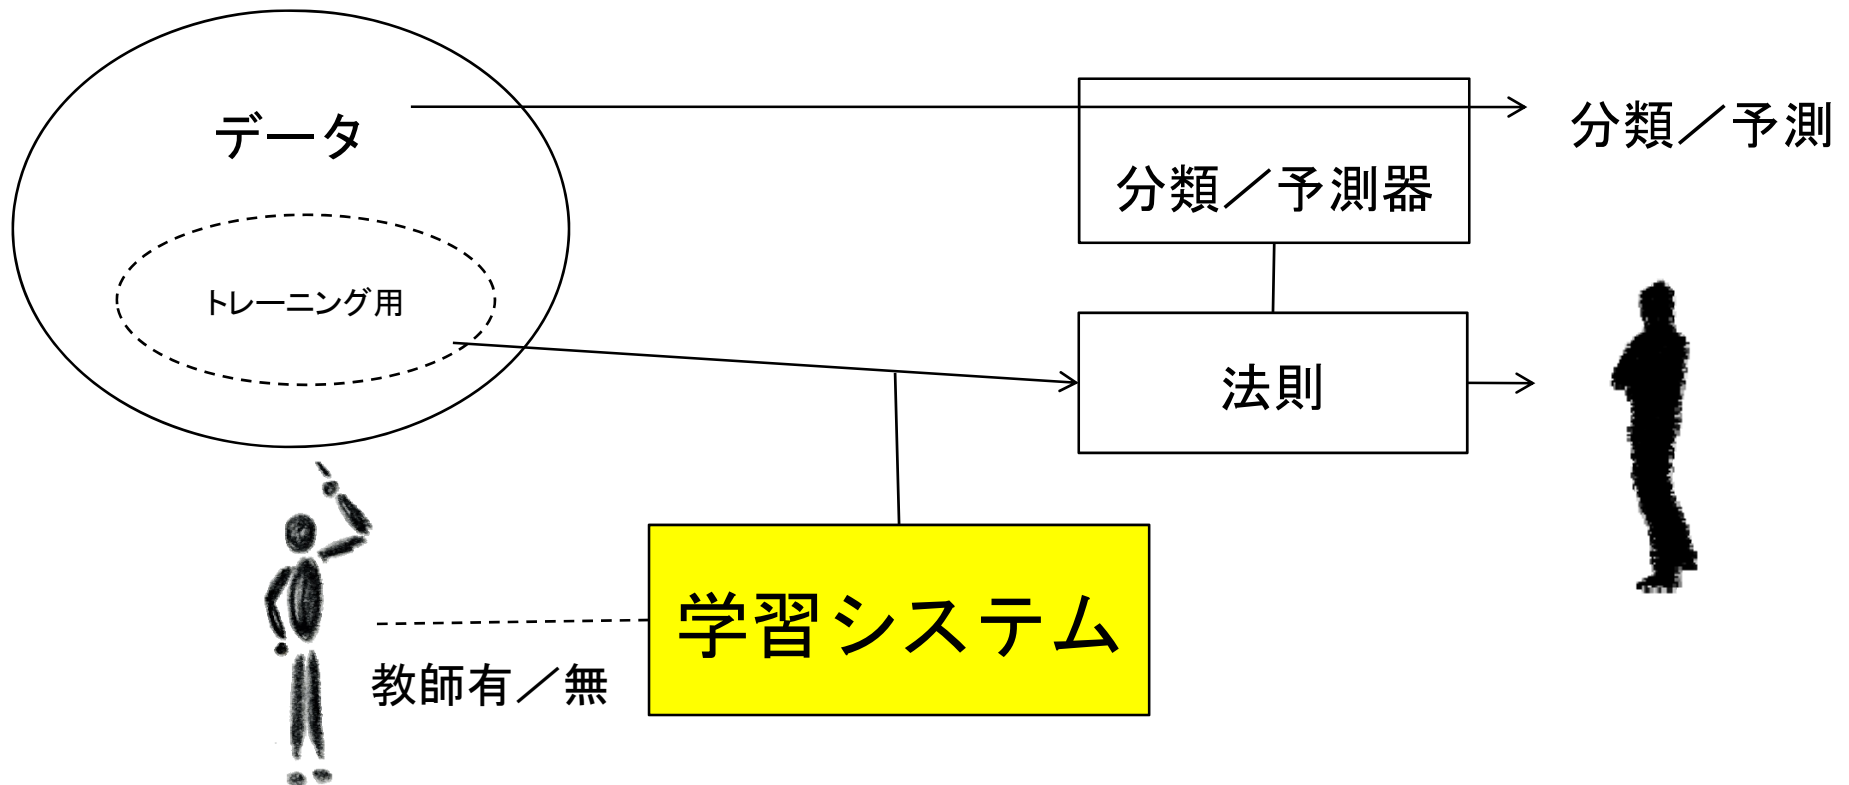 データ
分類／予測
分類／予測器
トレーニング用
法則
学習システム
教師有／無